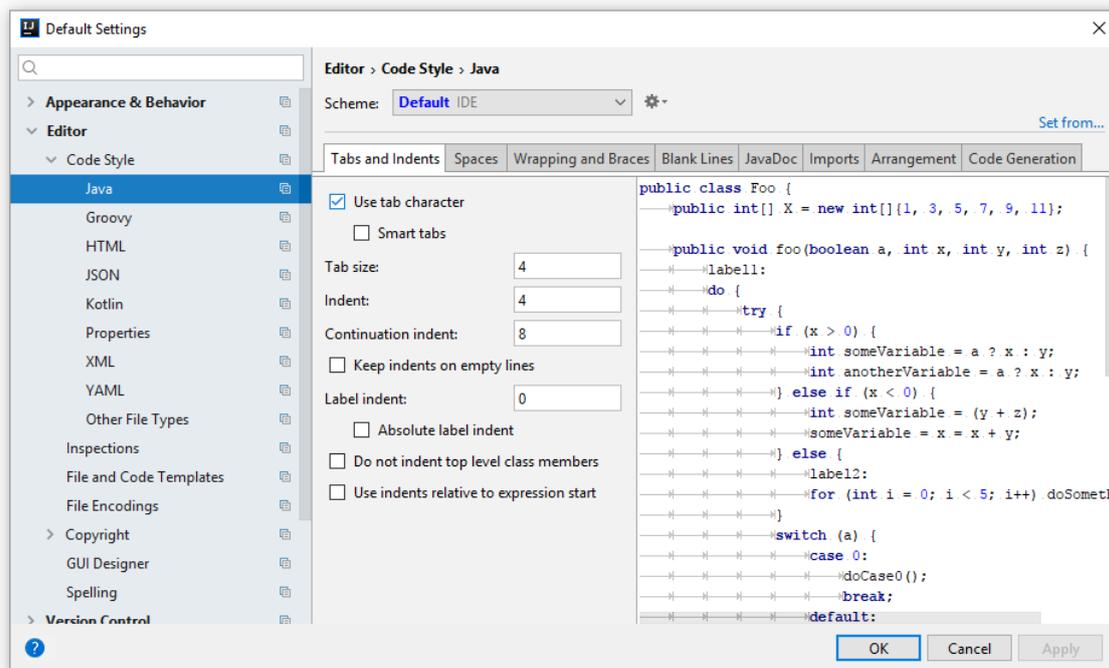 Default Settings
Editor › Code Style › Java
Scheme: Default IDE
Set from...
Appearance & Behavior
Editor
Code Style
Java
Groovy
HTML
JSON
Kotlin
Properties
XML
YAML
Other File Types
Inspections
File and Code Templates
File Encodings
Copyright
GUI Designer
Spelling
Version Control
Tabs and Indents Spaces Wrapping and Braces Blank Lines JavaDoc Imports Arrangement Code Generation
Use tab character
Smart tabs
Tab size: 4
Indent: 4
Continuation indent: 8
Keep indents on empty lines
Label indent: 0
Absolute label indent
Do not indent top level class members
Use indents relative to expression start
public class Foo {
public int[] X = new int[]{1, 3, 5, 7, 9, 11};
public void foo(boolean a, int x, int y, int z) {
label1:
do {
try {
if (x > 0) {
int someVariable = a ? x : y;
int anotherVariable = a ? x : y;
} else if (x < 0) {
int someVariable = (y + z);
someVariable = x = x + y;
} else {
label2:
for (int i = 0; i < 5; i++) doSomet
}
switch (a) {
case 0:
doCase0();
break;
default:
? OK Cancel Apply